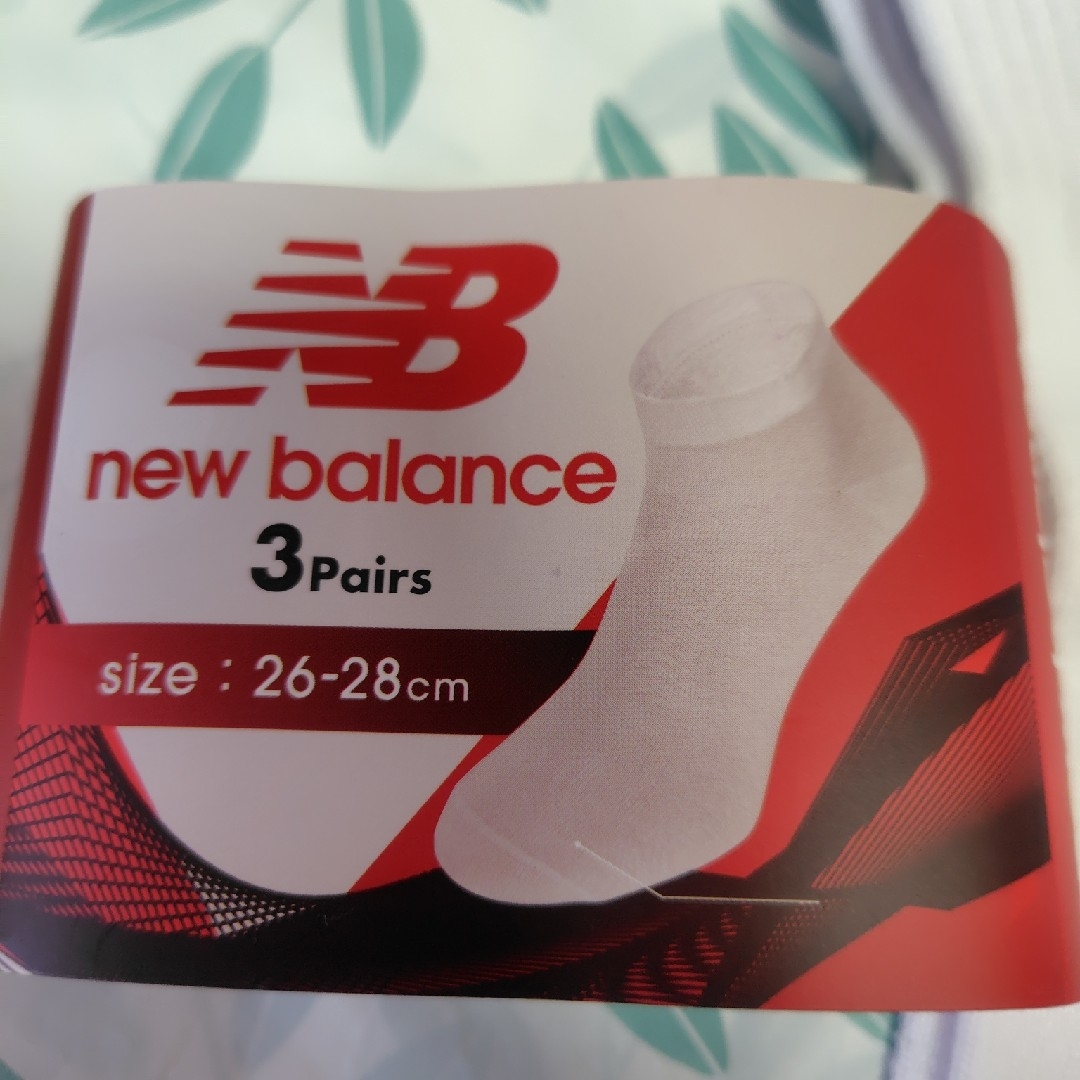 NB
new balance
3Pairs
size : 26-28cm